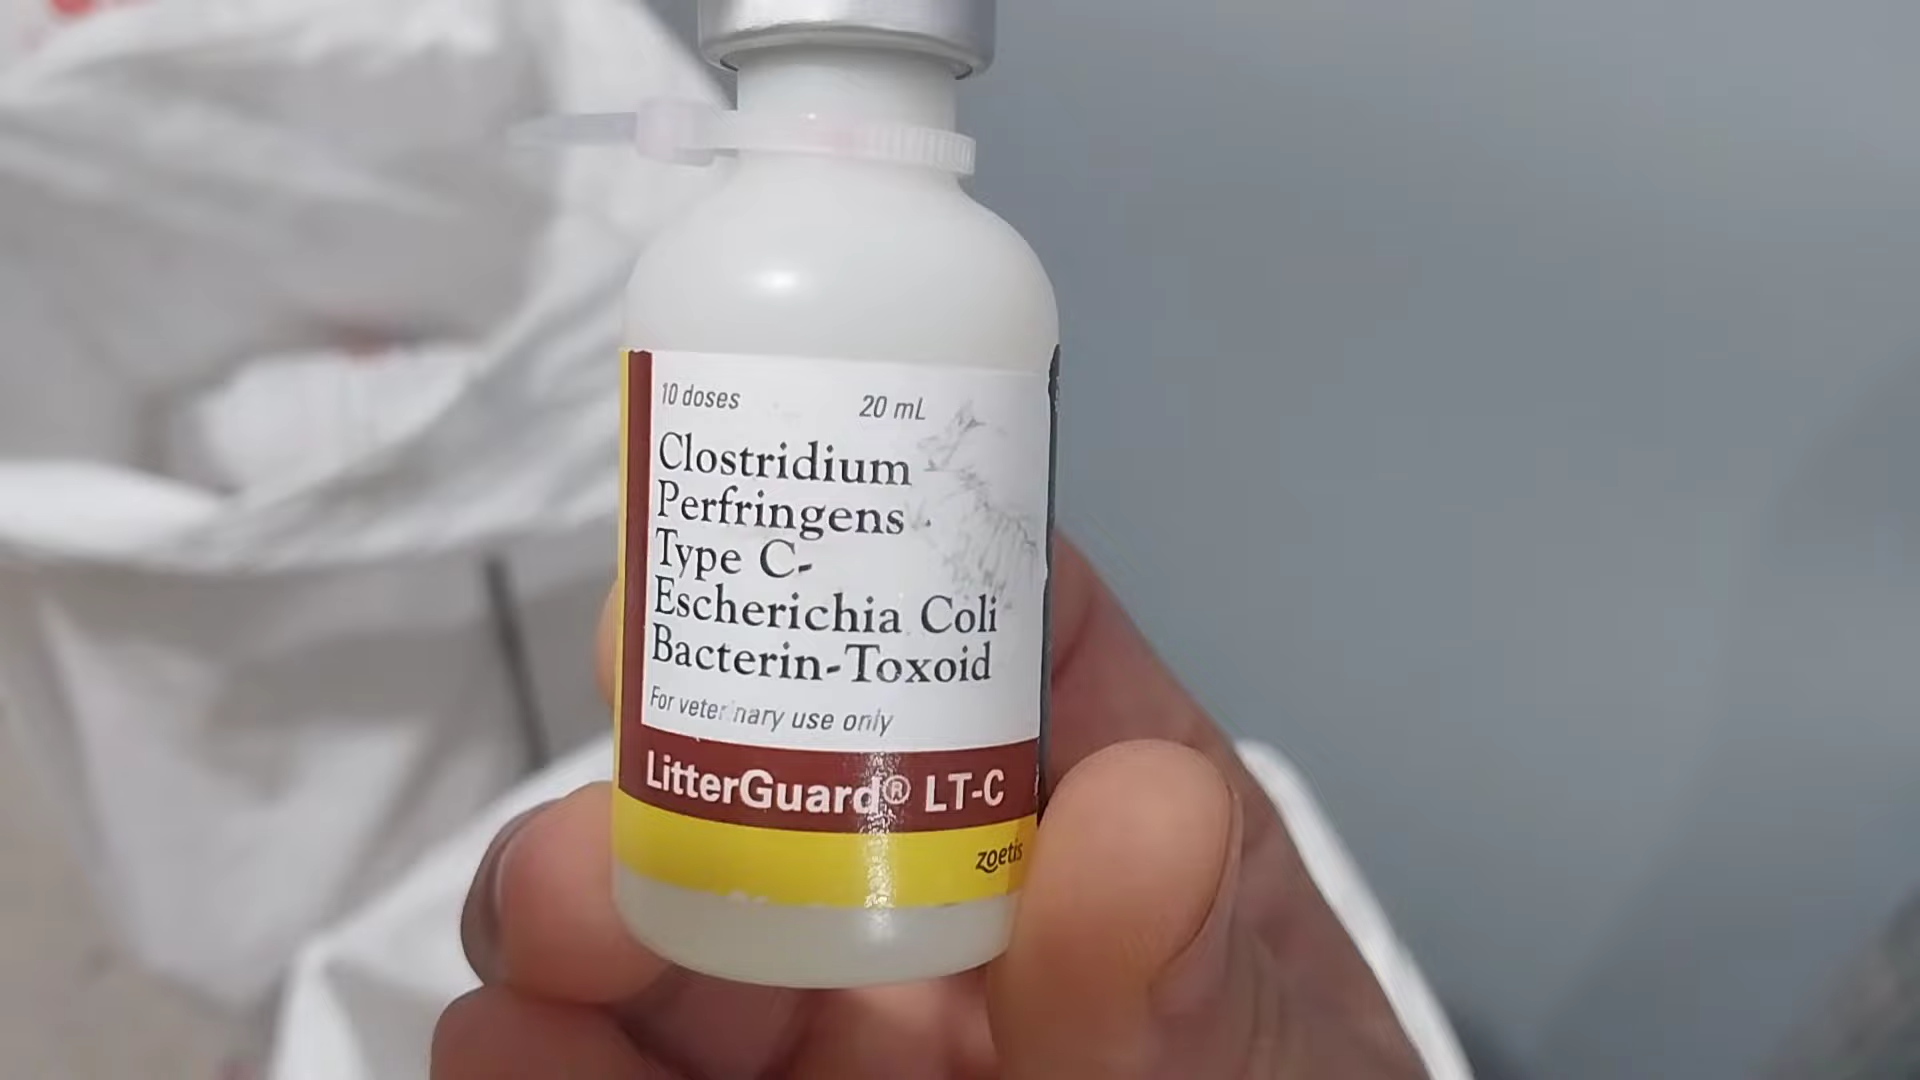 10 doses 20 mL
Clostridium
Perfringens
Type C-
Escherichia Coli
Bacterin-Toxoid
For veterinary use only
LitterGuard® LT-C
zoetis